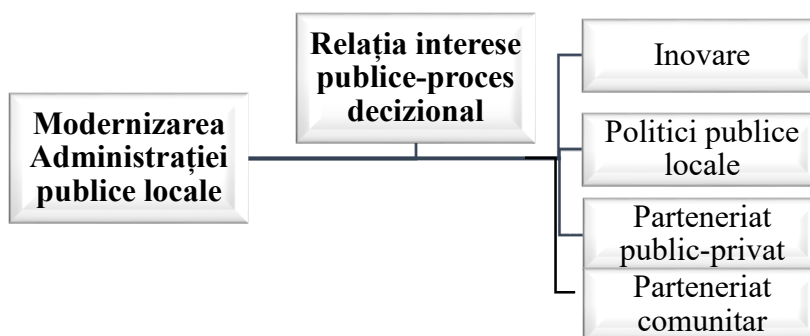 Relația interese
publice-proces
decizional
Modernizarea
Administrației
publice locale
Inovare
Politici publice
locale
Parteneriat
public-privat
Parteneriat
comunitar